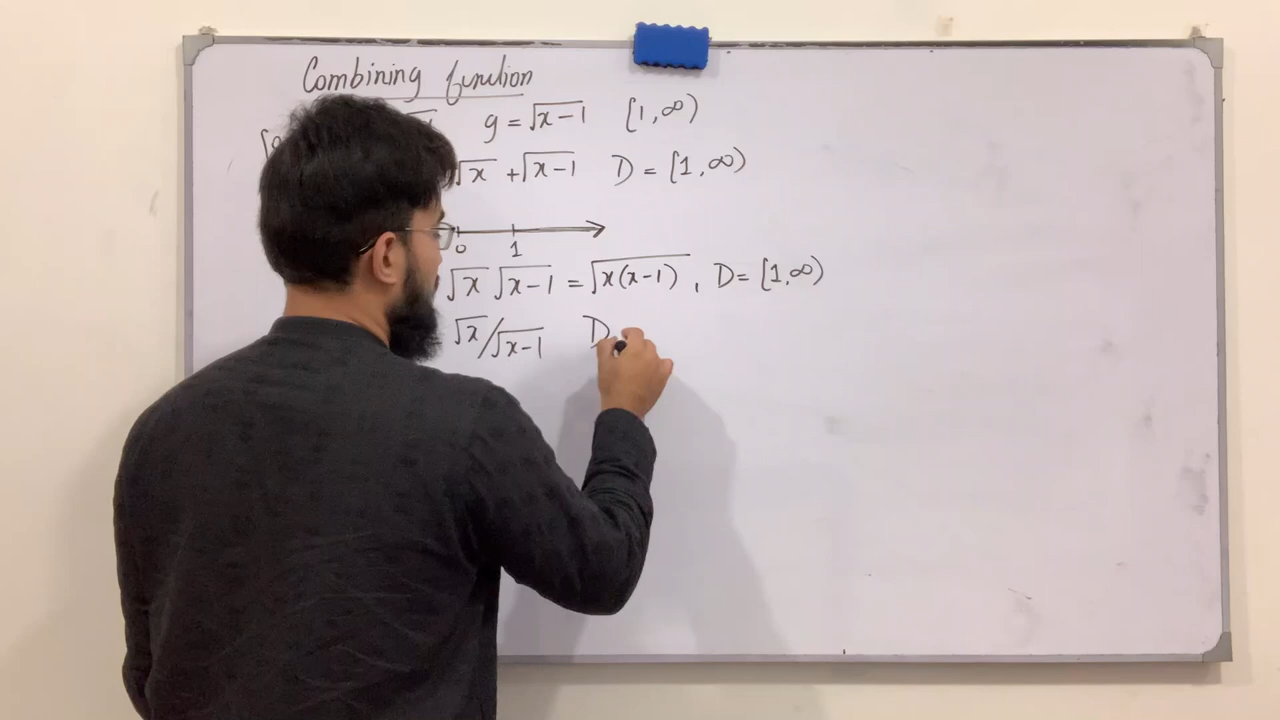 Combining function
g = √x-1 [1, ∞)
√x + √x-1 D = [1, ∞)
0 1
√x √x-1 = √x(x-1) , D = [1, ∞)
√x/√x-1 D